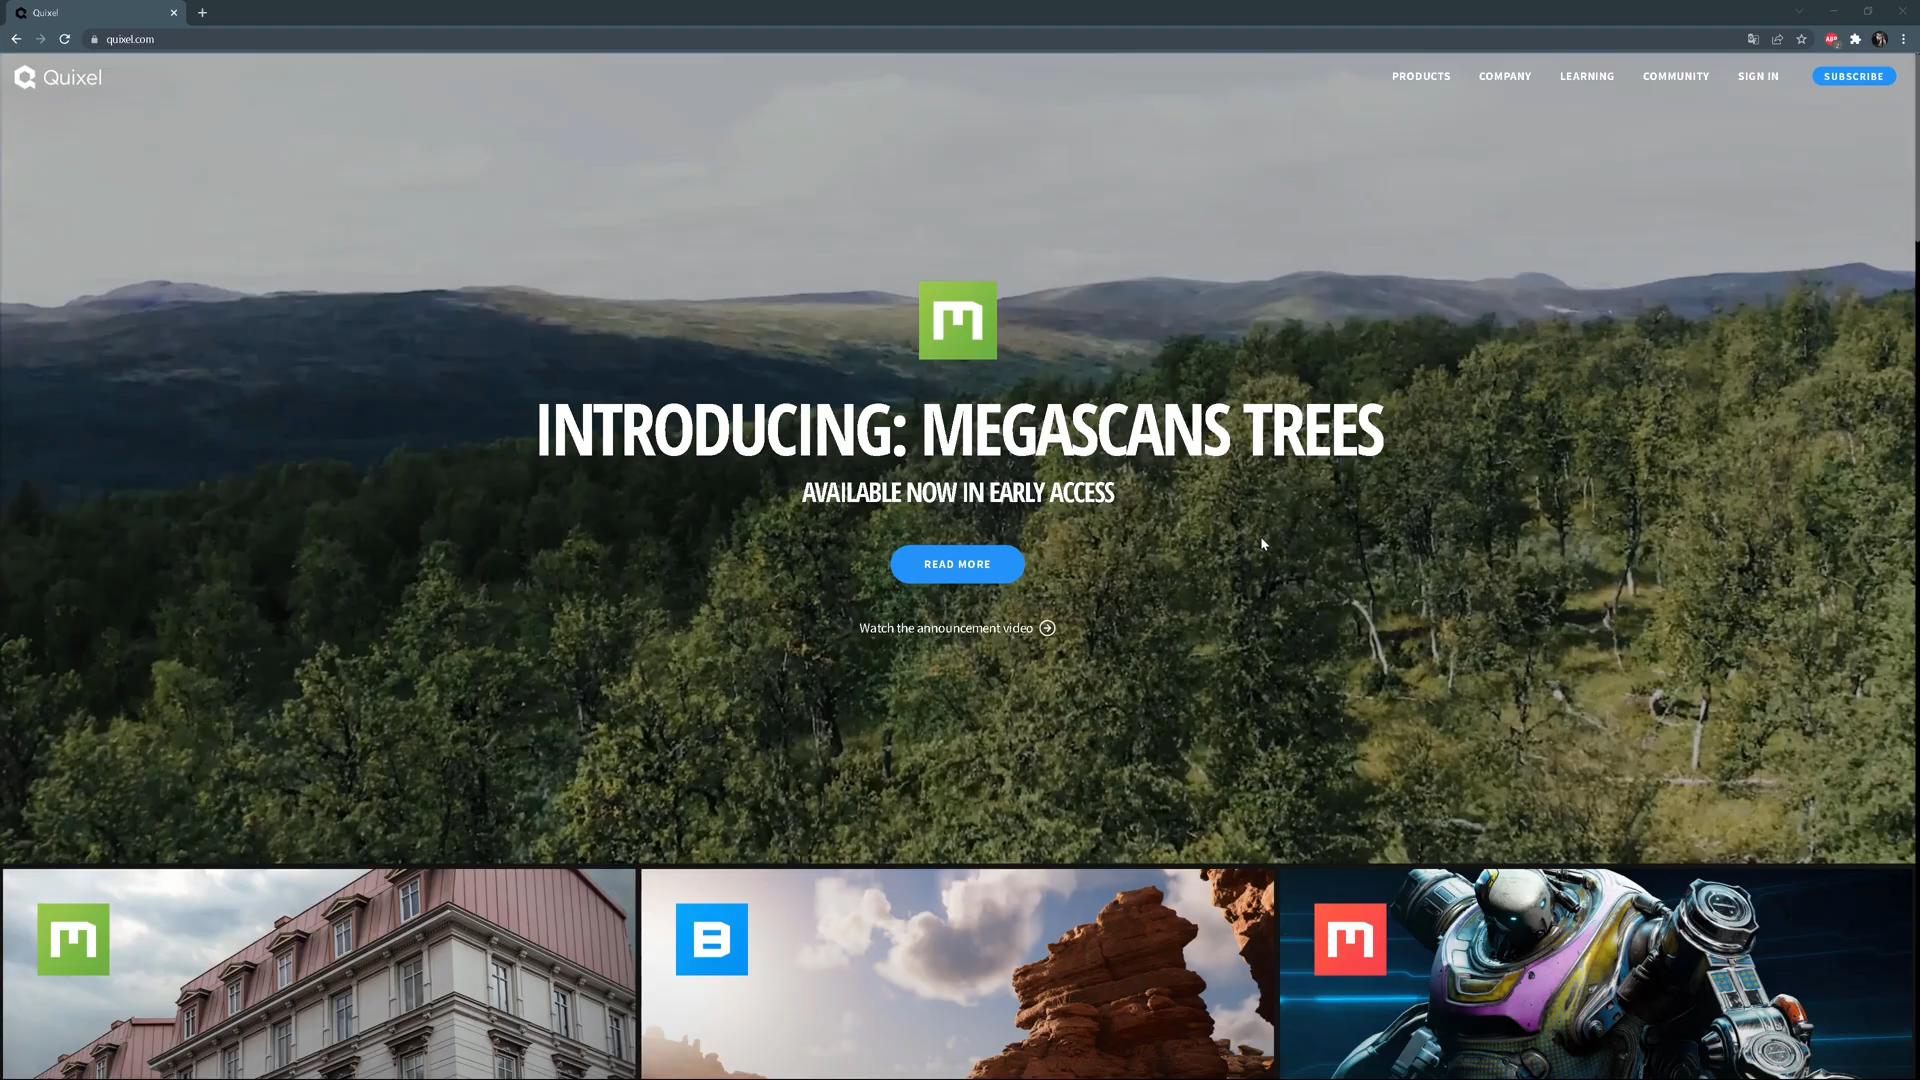 Quixel
quixel.com
Quixel
PRODUCTS
COMPANY
LEARNING
COMMUNITY
SIGN IN
SUBSCRIBE
INTRODUCING: MEGASCANS TREES
AVAILABLE NOW IN EARLY ACCESS
READ MORE
Watch the announcement video